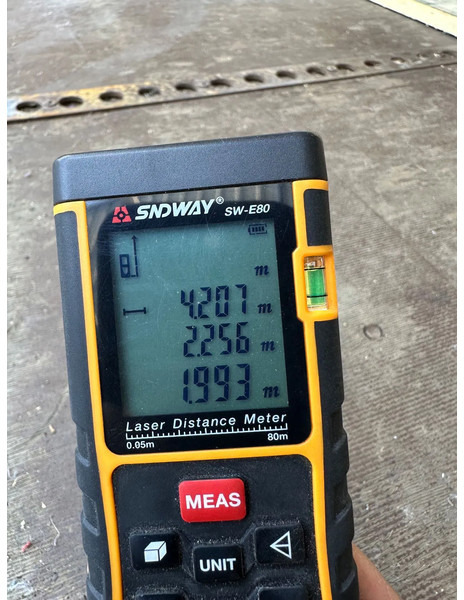 SNDWAY® SW-E80
m
4.207 m
2.256 m
1.993 m
Laser Distance Meter
0.05m 80m
MEAS
UNIT